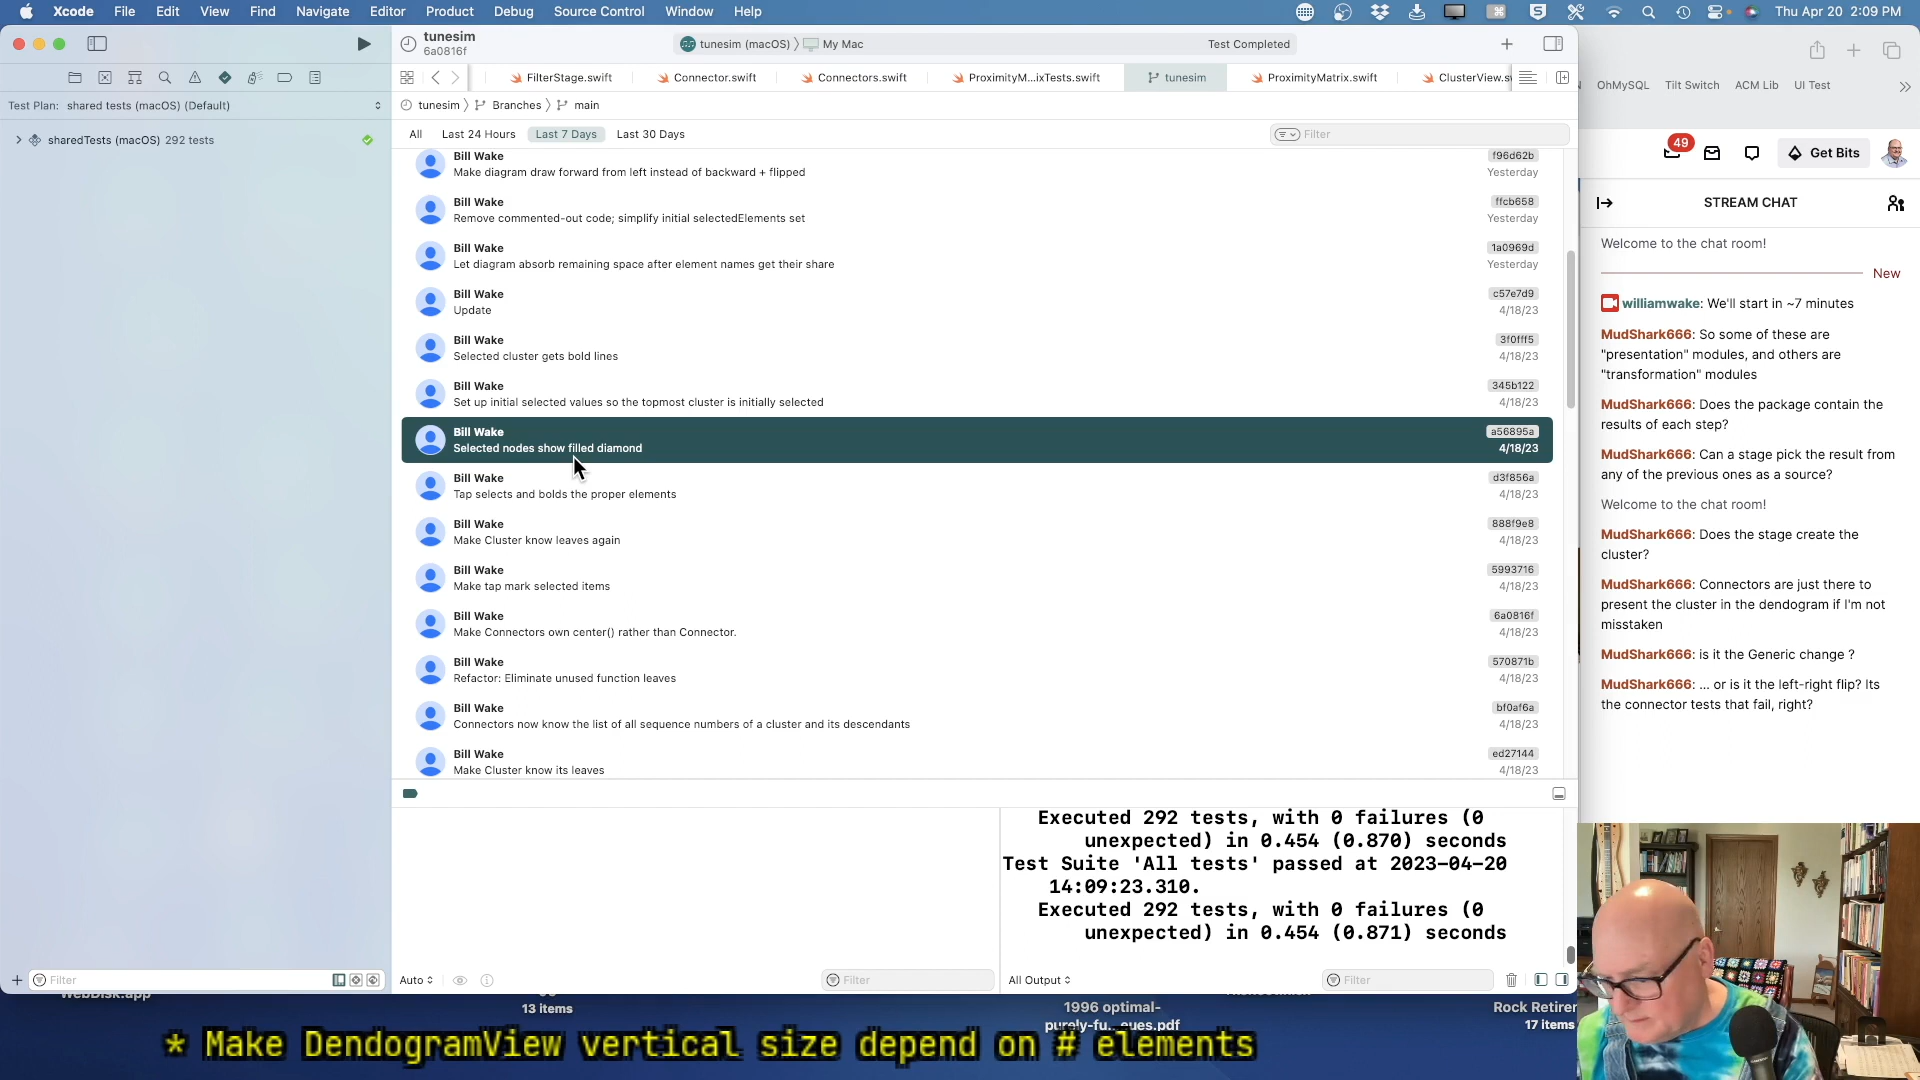 Xcode File Edit View Find Navigate Editor Product Debug Source Control Window Help
Thu Apr 20 2:09 PM
tunesim
6a0816f
tunesim (macOS) My Mac
Test Completed
FilterStage.swift
Connector.swift
Connectors.swift
ProximityM...ixTests.swift
tunesim
ProximityMatrix.swift
ClusterView.s
OhMySQL Tilt Switch ACM Lib UI Test
Test Plan: shared tests (macOS) (Default)
tunesim Branches main
sharedTests (macOS) 292 tests
All Last 24 Hours Last 7 Days Last 30 Days
Filter
Bill Wake f96d62b
Make diagram draw forward from left instead of backward + flipped Yesterday
Bill Wake ffcb658
Remove commented-out code; simplify initial selectedElements set Yesterday
Bill Wake 1a0969d
Let diagram absorb remaining space after element names get their share Yesterday
Bill Wake c57e7d9
Update 4/18/23
Bill Wake 3f0fff5
Selected cluster gets bold lines 4/18/23
Bill Wake 345b122
Set up initial selected values so the topmost cluster is initially selected 4/18/23
Bill Wake a56895a
Selected nodes show filled diamond 4/18/23
Bill Wake d3f856a
Tap selects and bolds the proper elements 4/18/23
Bill Wake 888f9e8
Make Cluster know leaves again 4/18/23
Bill Wake 5993716
Make tap mark selected items 4/18/23
Bill Wake 6a0816f
Make Connectors own center() rather than Connector. 4/18/23
Bill Wake 570871b
Refactor: Eliminate unused function leaves 4/18/23
Bill Wake bf0af6a
Connectors now know the list of all sequence numbers of a cluster and its descendants 4/18/23
Bill Wake ed27144
Make Cluster know its leaves 4/18/23
Executed 292 tests, with 0 failures (0
unexpected) in 0.454 (0.870) seconds
Test Suite 'All tests' passed at 2023-04-20
14:09:23.310.
Executed 292 tests, with 0 failures (0
unexpected) in 0.454 (0.871) seconds
Filter
Auto
Filter
All Output
Filter
49
Get Bits
STREAM CHAT
Welcome to the chat room!
New
williamwake: We'll start in ~7 minutes
MudShark666: So some of these are
"presentation" modules, and others are
"transformation" modules
MudShark666: Does the package contain the
results of each step?
MudShark666: Can a stage pick the result from
any of the previous ones as a source?
Welcome to the chat room!
MudShark666: Does the stage create the
cluster?
MudShark666: Connectors are just there to
present the cluster in the dendogram if I'm not
misstaken
MudShark666: is it the Generic change ?
MudShark666: ... or is it the left-right flip? Its
the connector tests that fail, right?
WebDisk.app
13 items
1996 optimal-
purely-fu...eues.pdf
Rock Retirer
17 items
* Make DendogramView vertical size depend on # elements